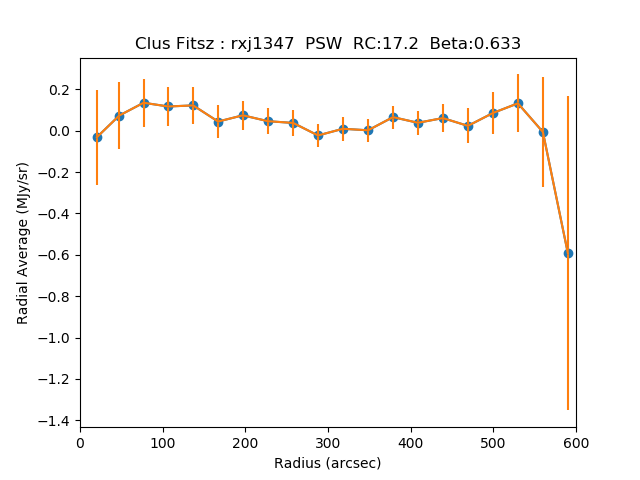 Clus Fitsz : rxj1347  PSW  RC:17.2  Beta:0.633
0.2
0.0
−0.2
−0.4
−0.6
−0.8
−1.0
−1.2
−1.4
Radial Average (MJy/sr)
0 100 200 300 400 500 600
Radius (arcsec)